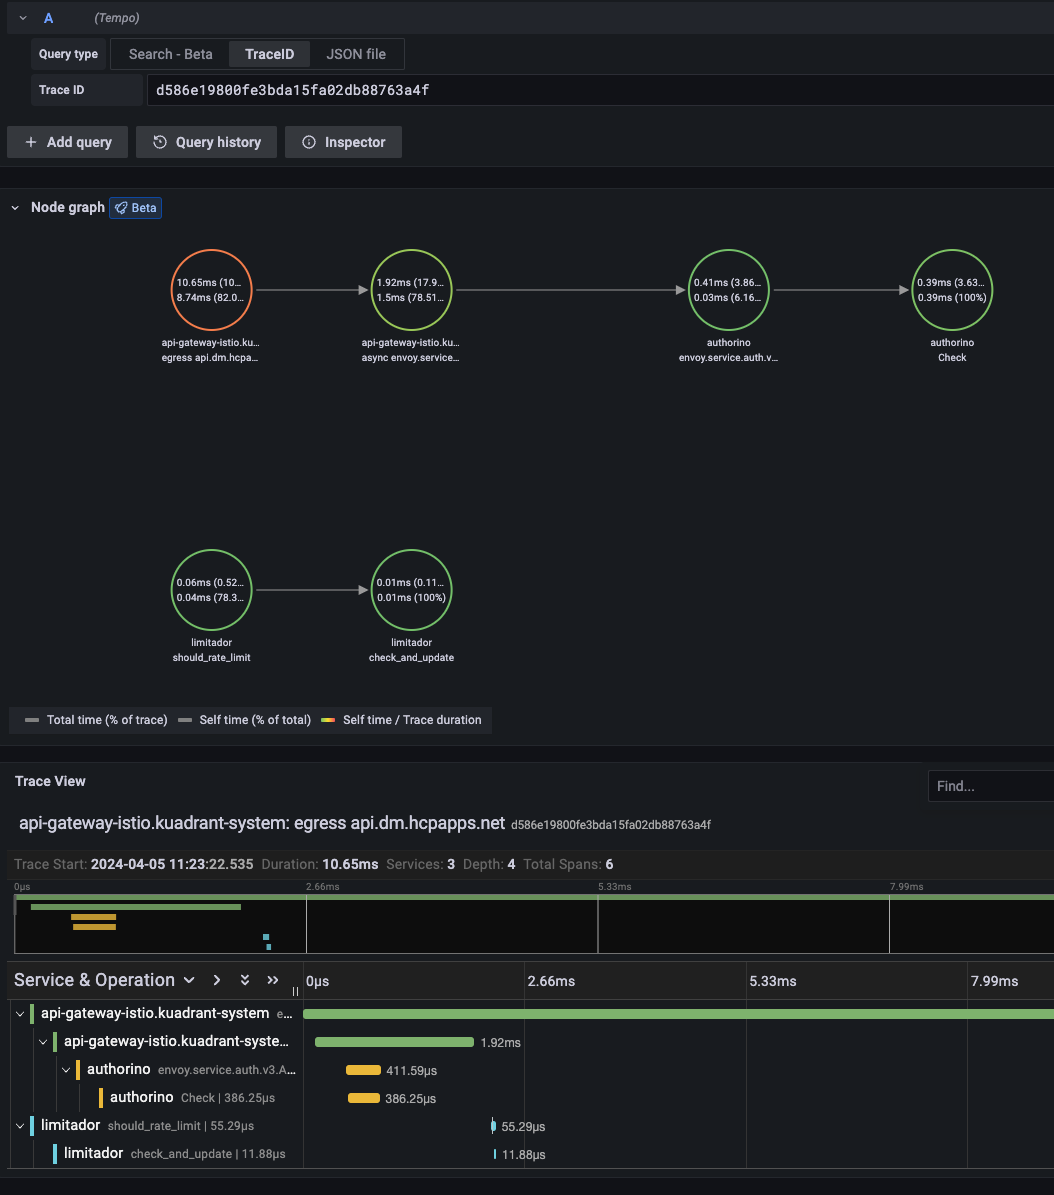 A (Tempo)
Query type Search - Beta TraceID JSON file
Trace ID d586e19800fe3bda15fa02db88763a4f
+ Add query Query history Inspector
Node graph Beta
10.65ms (10...
8.74ms (82.0...
api-gateway-istio.ku...
egress api.dm.hcpa...
1.92ms (17.9...
1.5ms (78.51...
api-gateway-istio.ku...
async envoy.service...
0.41ms (3.86...
0.03ms (6.16...
authorino
envoy.service.auth.v...
0.39ms (3.63...
0.39ms (100%)
authorino
Check
0.06ms (0.52...
0.04ms (78.3...
limitador
should_rate_limit
0.01ms (0.11...
0.01ms (100%)
limitador
check_and_update
Total time (% of trace) Self time (% of total) Self time / Trace duration
Trace View
Find...
api-gateway-istio.kuadrant-system: egress api.dm.hcpapps.net d586e19800fe3bda15fa02db88763a4f
Trace Start: 2024-04-05 11:23:22.535 Duration: 10.65ms Services: 3 Depth: 4 Total Spans: 6
0μs 2.66ms 5.33ms 7.99ms
Service & Operation 0μs 2.66ms 5.33ms 7.99ms
api-gateway-istio.kuadrant-system e...
api-gateway-istio.kuadrant-syste... 1.92ms
authorino envoy.service.auth.v3.A... 411.59μs
authorino Check | 386.25μs 386.25μs
limitador should_rate_limit | 55.29μs 55.29μs
limitador check_and_update | 11.88μs 11.88μs